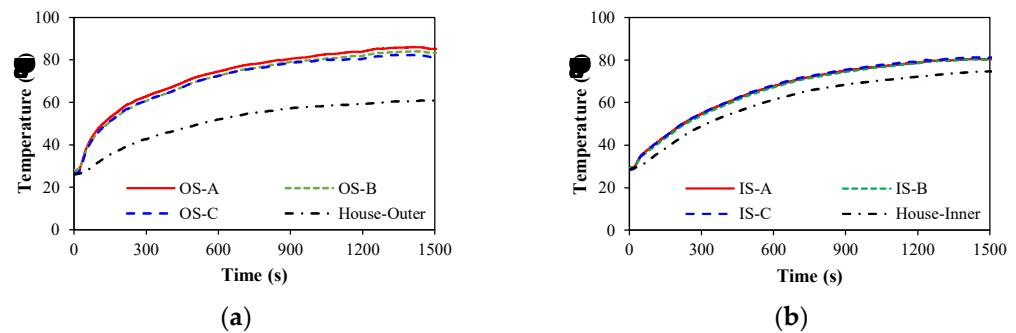 100
80
60
40
20
0
Temperature (
OS-A
OS-B
OS-C
House-Outer
0 300 600 900 1200 1500
Time (s)
(a)
100
80
60
40
20
0
Temperature (
IS-A
IS-B
IS-C
House-Inner
0 300 600 900 1200 1500
Time (s)
(b)